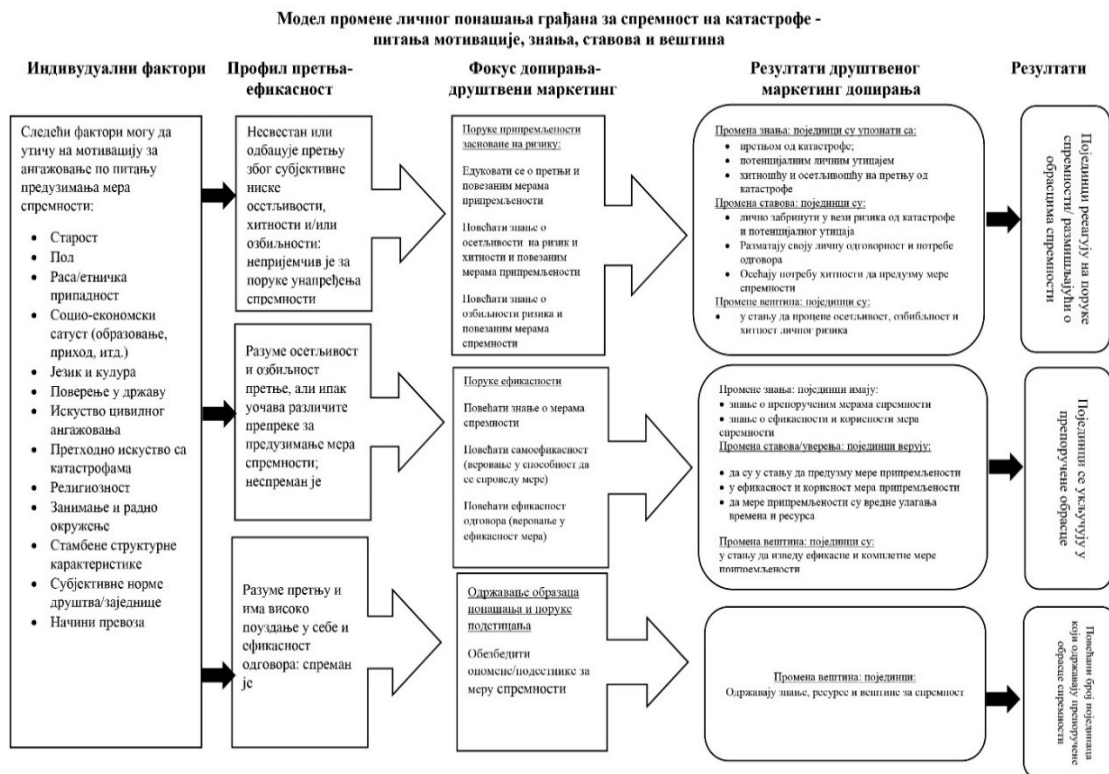 Модел промене личног понашања грађана за спремност на катастрофе -
питања мотивације, знања, ставова и вештина
Индивидуални фактори
Следећи фактори могу да
утичу на мотивацију за
ангажовање по питању
предузимања мера
спремности:
Старост
Пол
Раса/етничка
припадност
Социо-економски
сатуст (образовање,
приход, итд.)
Језик и кулура
Поверење у државу
Искуство цивилног
ангажовања
Претходно искуство са
катастрофама
Религиозност
Занимање и радно
окружење
Стамбене структурне
карактеристике
Субјективне норме
друштва/заједнице
Начини превоза
Профил претња-
ефикасност
Несвестан или
одбацује претњу
због субјективне
ниске
осетљивости,
хитности и/или
озбиљности:
непријемчив је за
поруке унапређења
спремности
Разуме осетљивост
и озбиљност
претње, али ипак
уочава различите
препреке за
предузимање мера
спремности;
неспреман је
Разуме претњу и
има високо
поуздање у себе и
ефикасност
одговора: спреман
је
Фокус допирања-
друштвени маркетинг
Поруке припремљености
засноване на ризику:
Едуковати се о претњи и
повезаним мерама
припремљености
Повећати знање о
осетљивости на ризик и
хитности и повезаним
мерама припремљености
Повећати знање о
озбиљности ризика и
повезаним мерама
спремности
Поруке ефикасности
Повећати знање о мерама
спремности
Повећати самоефикасност
(веровање у способност да
се спроведу мере)
Повећати ефикасност
одговора (веровање у
ефикасност мера)
Одржавање образаца
понашања и поруке
подстицања
Обезбедити
опомене/подсетнике за
меру спремности
Резултати друштвеног
маркетинг допирања
Промена знања: појединци су упознати са:
претњом од катастрофе;
потенцијалним личним утицајем
хитношћу и осетљивошћу на претњу од
катастрофе
Промена ставова: појединци су:
лично забринути у вези ризика од катастрофе
и потенцијалног утицаја
Разматају своју личну одговорност и потребе
одговора
Осећају потребу хитности да предузму мере
спремности
Промене вештина: појединци су:
у стању да процене осетљивост, озбиљност и
хитност личног ризика
Промене знања: појединци имају:
знање о препорученим мерама спремности
знање о ефикасности и корисности мера
спремности
Промена ставова/уверења: појединци верују:
да су у стању да предузму мере припремљености
у ефикасност и корисност мера припремљености
да мере припремљености су вредне улагања
времена и ресурса
Промена вештина: појединци су:
у стању да изведу ефикасне и комплетне мере
припремљености
Промена вештина: појединци:
Одржавају знање, ресурсе и вештине за спремност
Резултати
Појединци рееагују на поруке
спремности/ размишљајући о
обрасцима спремности
Појединци се укључују у
препоручене обрасце
Повећани број појединаца
који одржавају препоручене
обрасце спремности